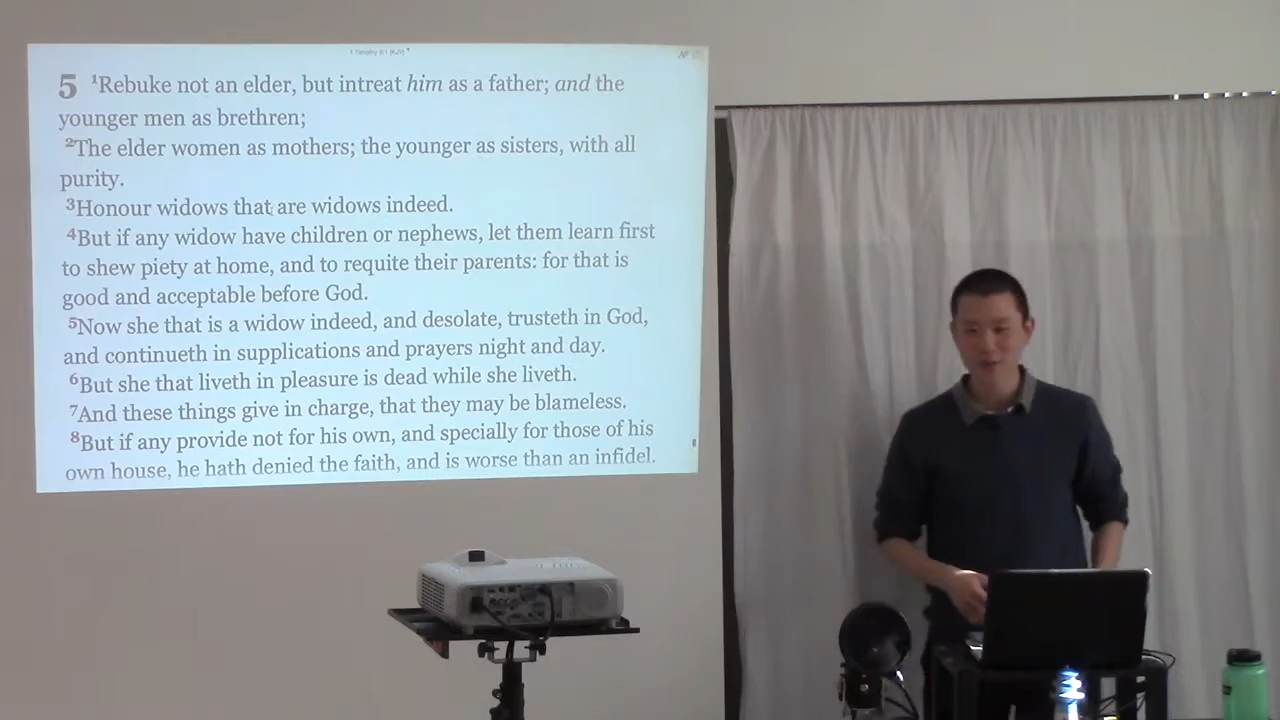 1 Timothy 5:1 (KJV)
5 1Rebuke not an elder, but intreat him as a father; and the
younger men as brethren;
2The elder women as mothers; the younger as sisters, with all
purity.
3Honour widows that are widows indeed.
4But if any widow have children or nephews, let them learn first
to shew piety at home, and to requite their parents: for that is
good and acceptable before God.
5Now she that is a widow indeed, and desolate, trusteth in God,
and continueth in supplications and prayers night and day.
6But she that liveth in pleasure is dead while she liveth.
7And these things give in charge, that they may be blameless.
8But if any provide not for his own, and specially for those of his
own house, he hath denied the faith, and is worse than an infidel.